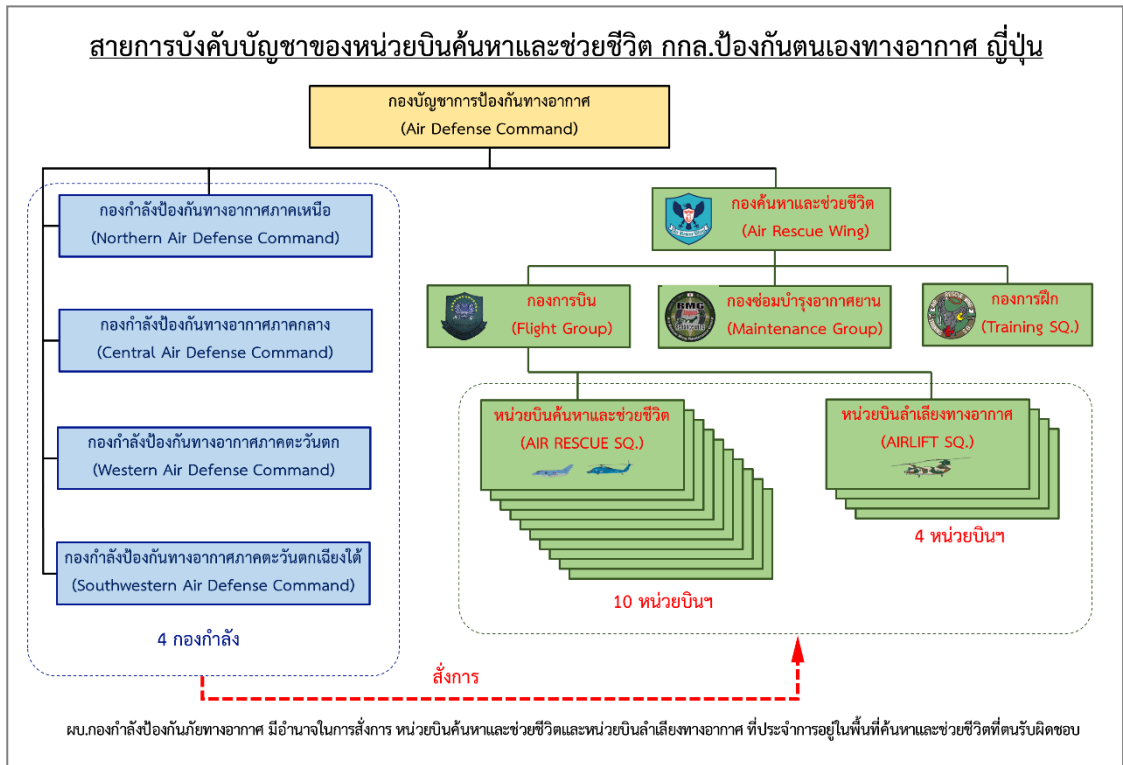 สายการบังคับบัญชาของหน่วยบินค้นหาและช่วยชีวิต กกล.ป้องกันตนเองทางอากาศ ญี่ปุ่น
กองบัญชาการป้องกันทางอากาศ
(Air Defense Command)
กองกำลังป้องกันทางอากาศภาคเหนือ
(Northern Air Defense Command)
กองกำลังป้องกันทางอากาศภาคกลาง
(Central Air Defense Command)
กองกำลังป้องกันทางอากาศภาคตะวันตก
(Western Air Defense Command)
กองกำลังป้องกันทางอากาศภาคตะวันตกเฉียงใต้
(Southwestern Air Defense Command)
4 กองกำลัง
กองค้นหาและช่วยชีวิต
(Air Rescue Wing)
กองการบิน
(Flight Group)
RMG
กองซ่อมบำรุงอากาศยาน
(Maintenance Group)
กองการฝึก
(Training SQ.)
หน่วยบินค้นหาและช่วยชีวิต
(AIR RESCUE SQ.)
10 หน่วยบินฯ
หน่วยบินลำเลียงทางอากาศ
(AIRLIFT SQ.)
4 หน่วยบินฯ
สั่งการ
ผบ.กองกำลังป้องกันภัยทางอากาศ มีอำนาจในการสั่งการ หน่วยบินค้นหาและช่วยชีวิตและหน่วยบินลำเลียงทางอากาศ ที่ประจำการอยู่ในพื้นที่ค้นหาและช่วยชีวิตที่ตนรับผิดชอบ